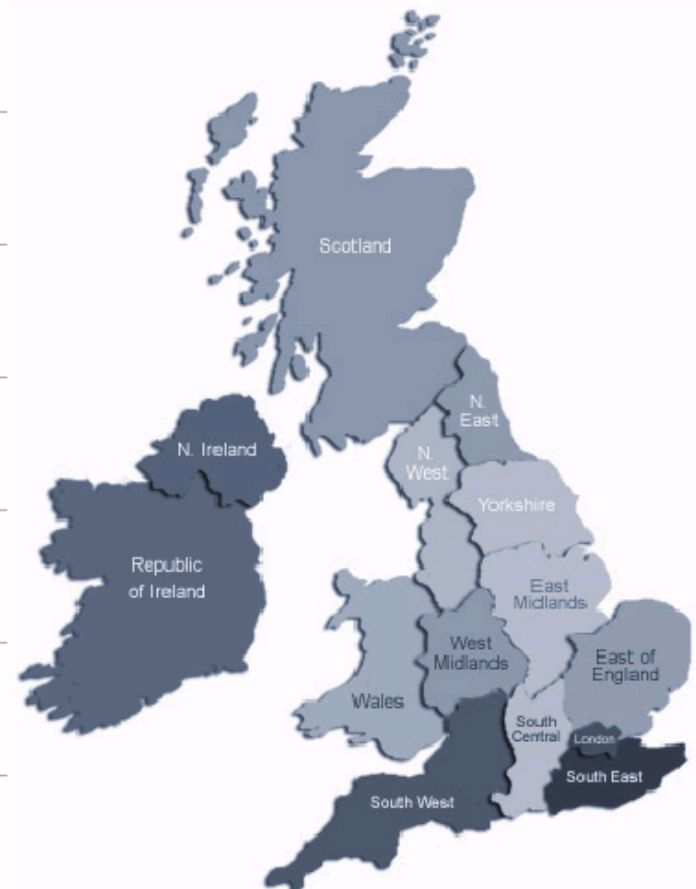 Scotland
N.
East
N. Ireland
N.
West
Yorkshire
Republic
of Ireland
East
Midlands
West
Midlands
East of
England
Wales
South
Central
London
South East
South West